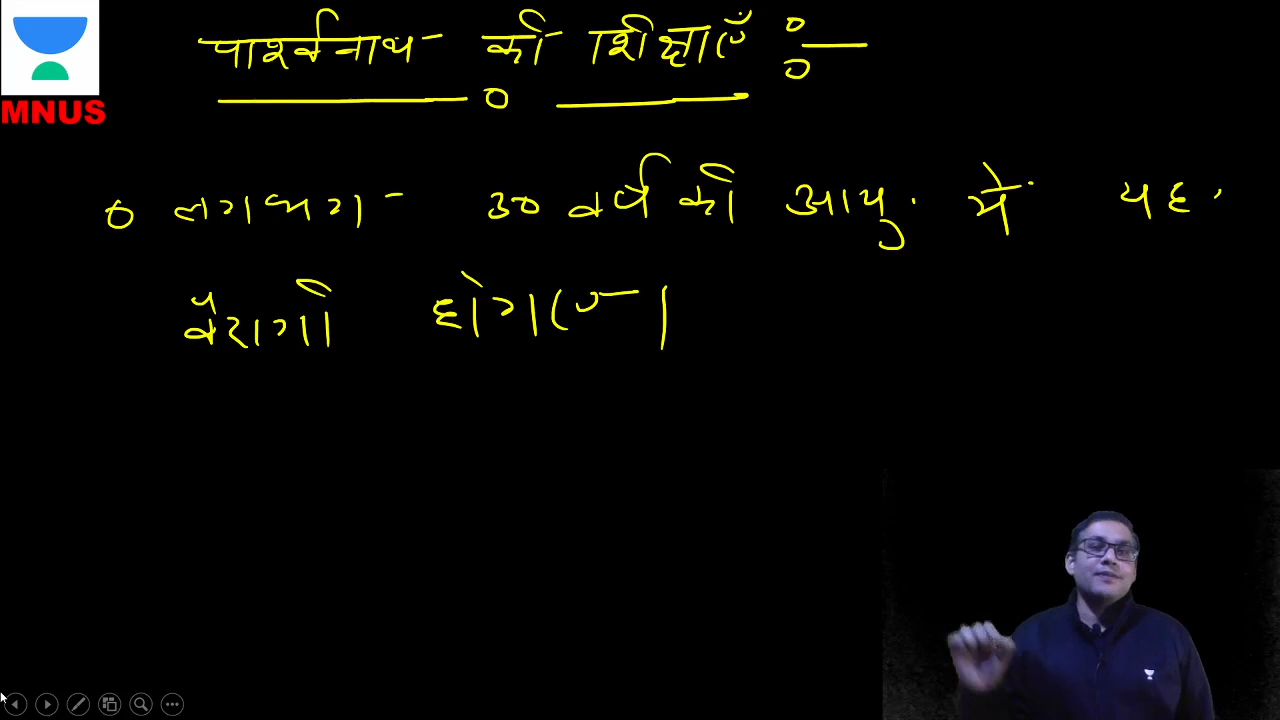 MNUS
पार्श्वनाथ की शिक्षाएँ :-
लगभग 30 वर्ष की आयु में यह
वैरागी होगए।